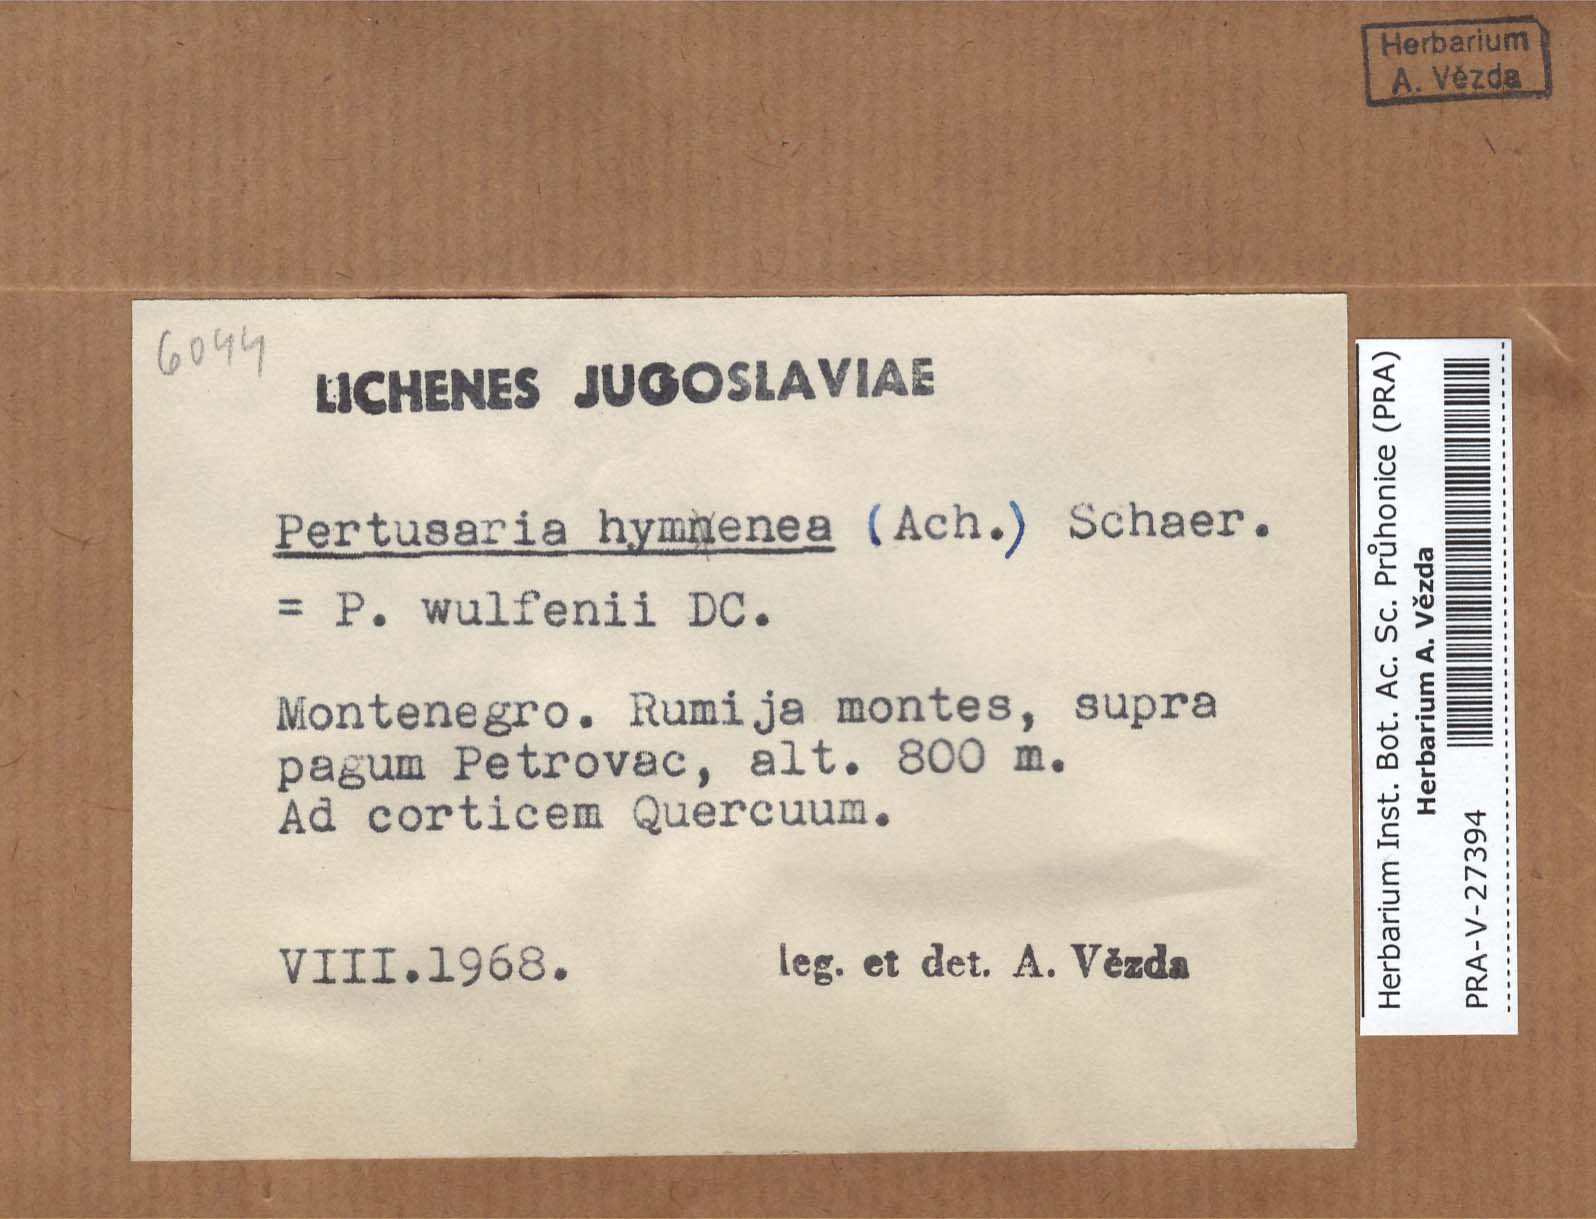 Herbarium
A. Vězda
6044
LICHENES JUGOSLAVIAE
Pertusaria hymenea (Ach.) Schaer.
= P. wulfenii DC.
Montenegro. Rumija montes, supra
pagum Petrovac, alt. 800 m.
Ad corticem Quercuum.
VIII.1968.
leg. et det. A. Vězda
Herbarium Inst. Bot. Ac. Sc. Průhonice (PRA)
Herbarium A. Vězda
PRA-V-27394